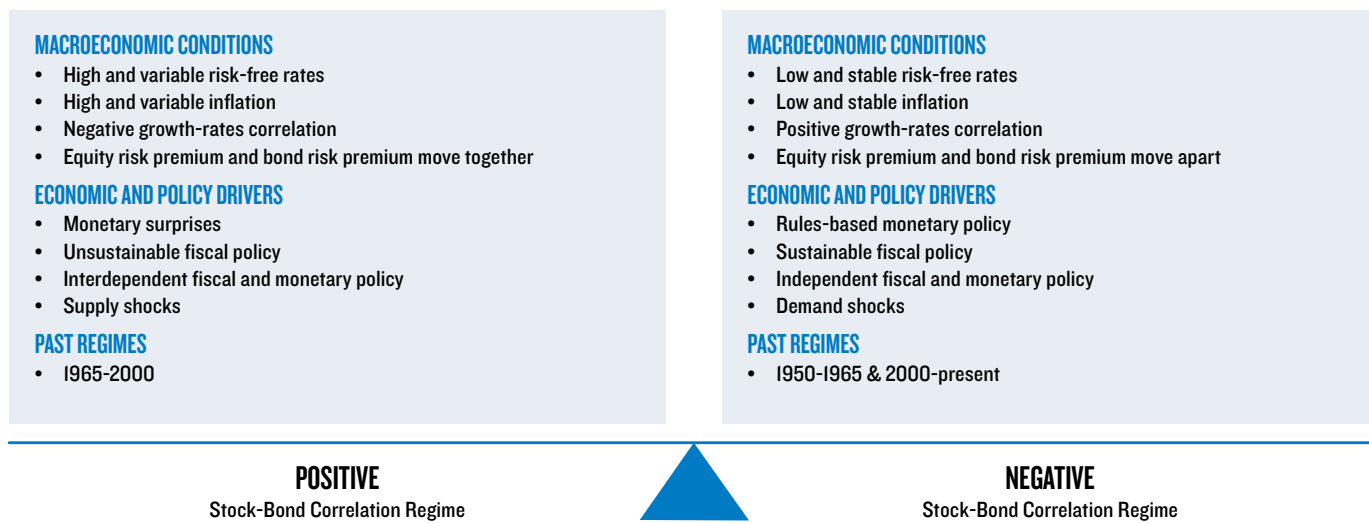 MACROECONOMIC CONDITIONS
• High and variable risk-free rates
• High and variable inflation
• Negative growth-rates correlation
• Equity risk premium and bond risk premium move together
ECONOMIC AND POLICY DRIVERS
• Monetary surprises
• Unsustainable fiscal policy
• Interdependent fiscal and monetary policy
• Supply shocks
PAST REGIMES
• 1965-2000
POSITIVE
Stock-Bond Correlation Regime
MACROECONOMIC CONDITIONS
• Low and stable risk-free rates
• Low and stable inflation
• Positive growth-rates correlation
• Equity risk premium and bond risk premium move apart
ECONOMIC AND POLICY DRIVERS
• Rules-based monetary policy
• Sustainable fiscal policy
• Independent fiscal and monetary policy
• Demand shocks
PAST REGIMES
• 1950-1965 & 2000-present
NEGATIVE
Stock-Bond Correlation Regime